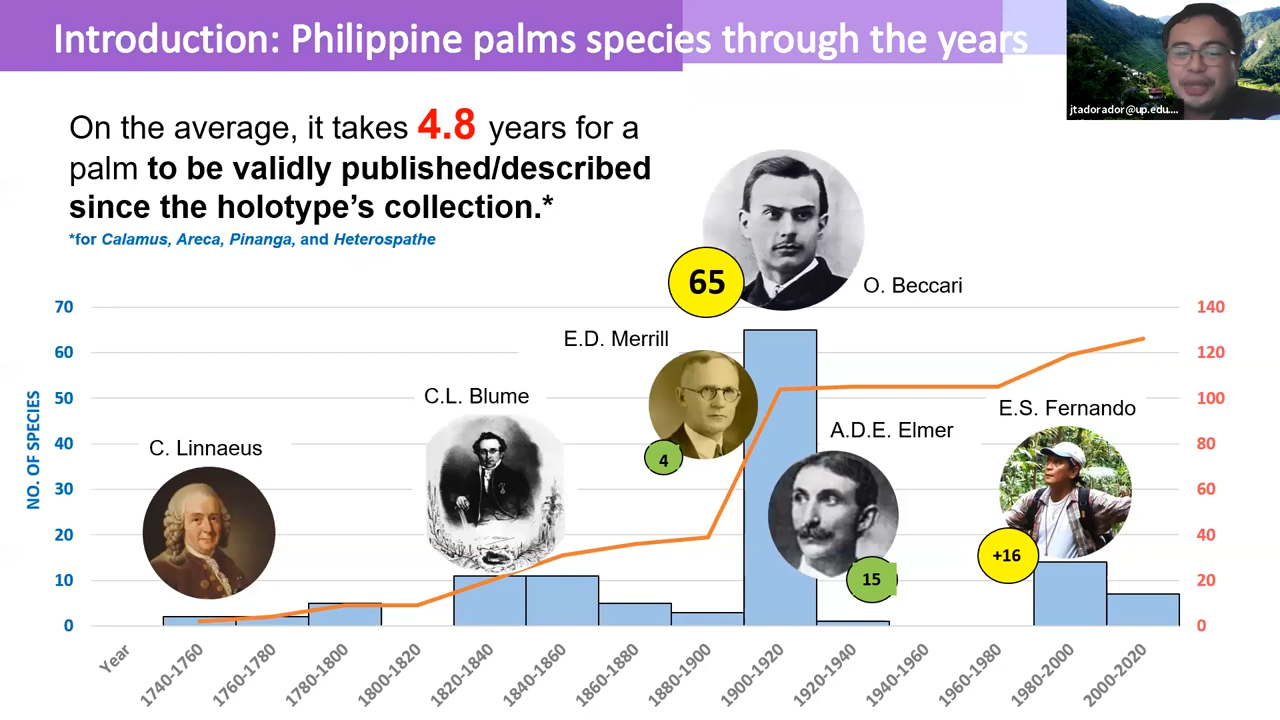 Introduction: Philippine palms species through the years
jtadorador@up.edu....
On the average, it takes 4.8 years for a
palm to be validly published/described
since the holotype's collection.*
*for Calamus, Areca, Pinanga, and Heterospathe
65
O. Beccari
E.D. Merrill
4
C.L. Blume
C. Linnaeus
A.D.E. Elmer
15
E.S. Fernando
+16
NO. OF SPECIES
70
60
50
40
30
20
10
0
140
120
100
80
60
40
20
0
Year
1740-1760
1760-1780
1780-1800
1800-1820
1820-1840
1840-1860
1860-1880
1880-1900
1900-1920
1920-1940
1940-1960
1960-1980
1980-2000
2000-2020